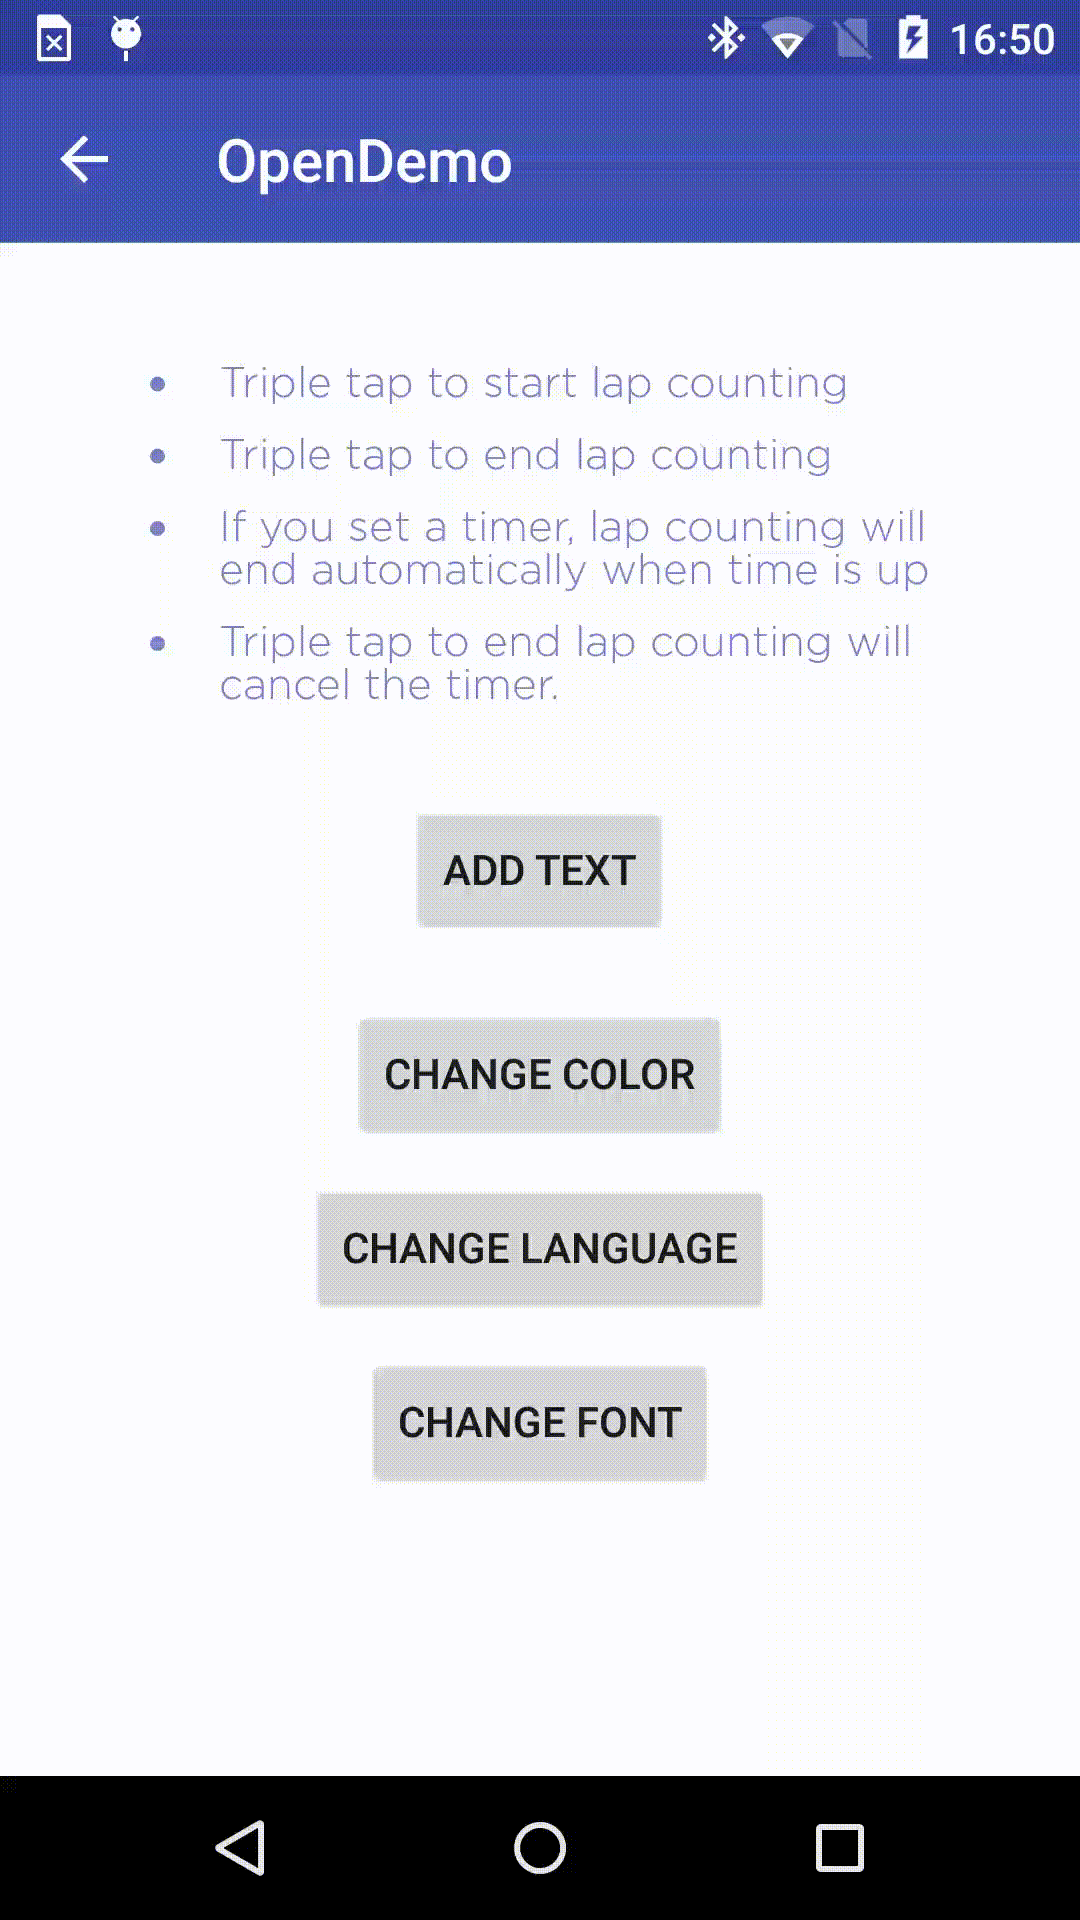 16:50
OpenDemo
• Triple tap to start lap counting
• Triple tap to end lap counting
• If you set a timer, lap counting will
end automatically when time is up
• Triple tap to end lap counting will
cancel the timer.
ADD TEXT
CHANGE COLOR
CHANGE LANGUAGE
CHANGE FONT